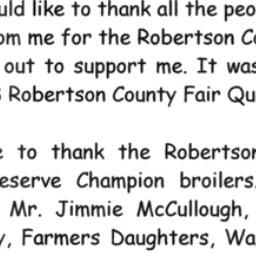 uld like to thank all the peo
om me for the Robertson Co
out to support me. It was
Robertson County Fair Qu
to thank the Robertson
eserve Champion broilers.
Mr. Jimmie McCullough,
y, Farmers Daughters, Wa